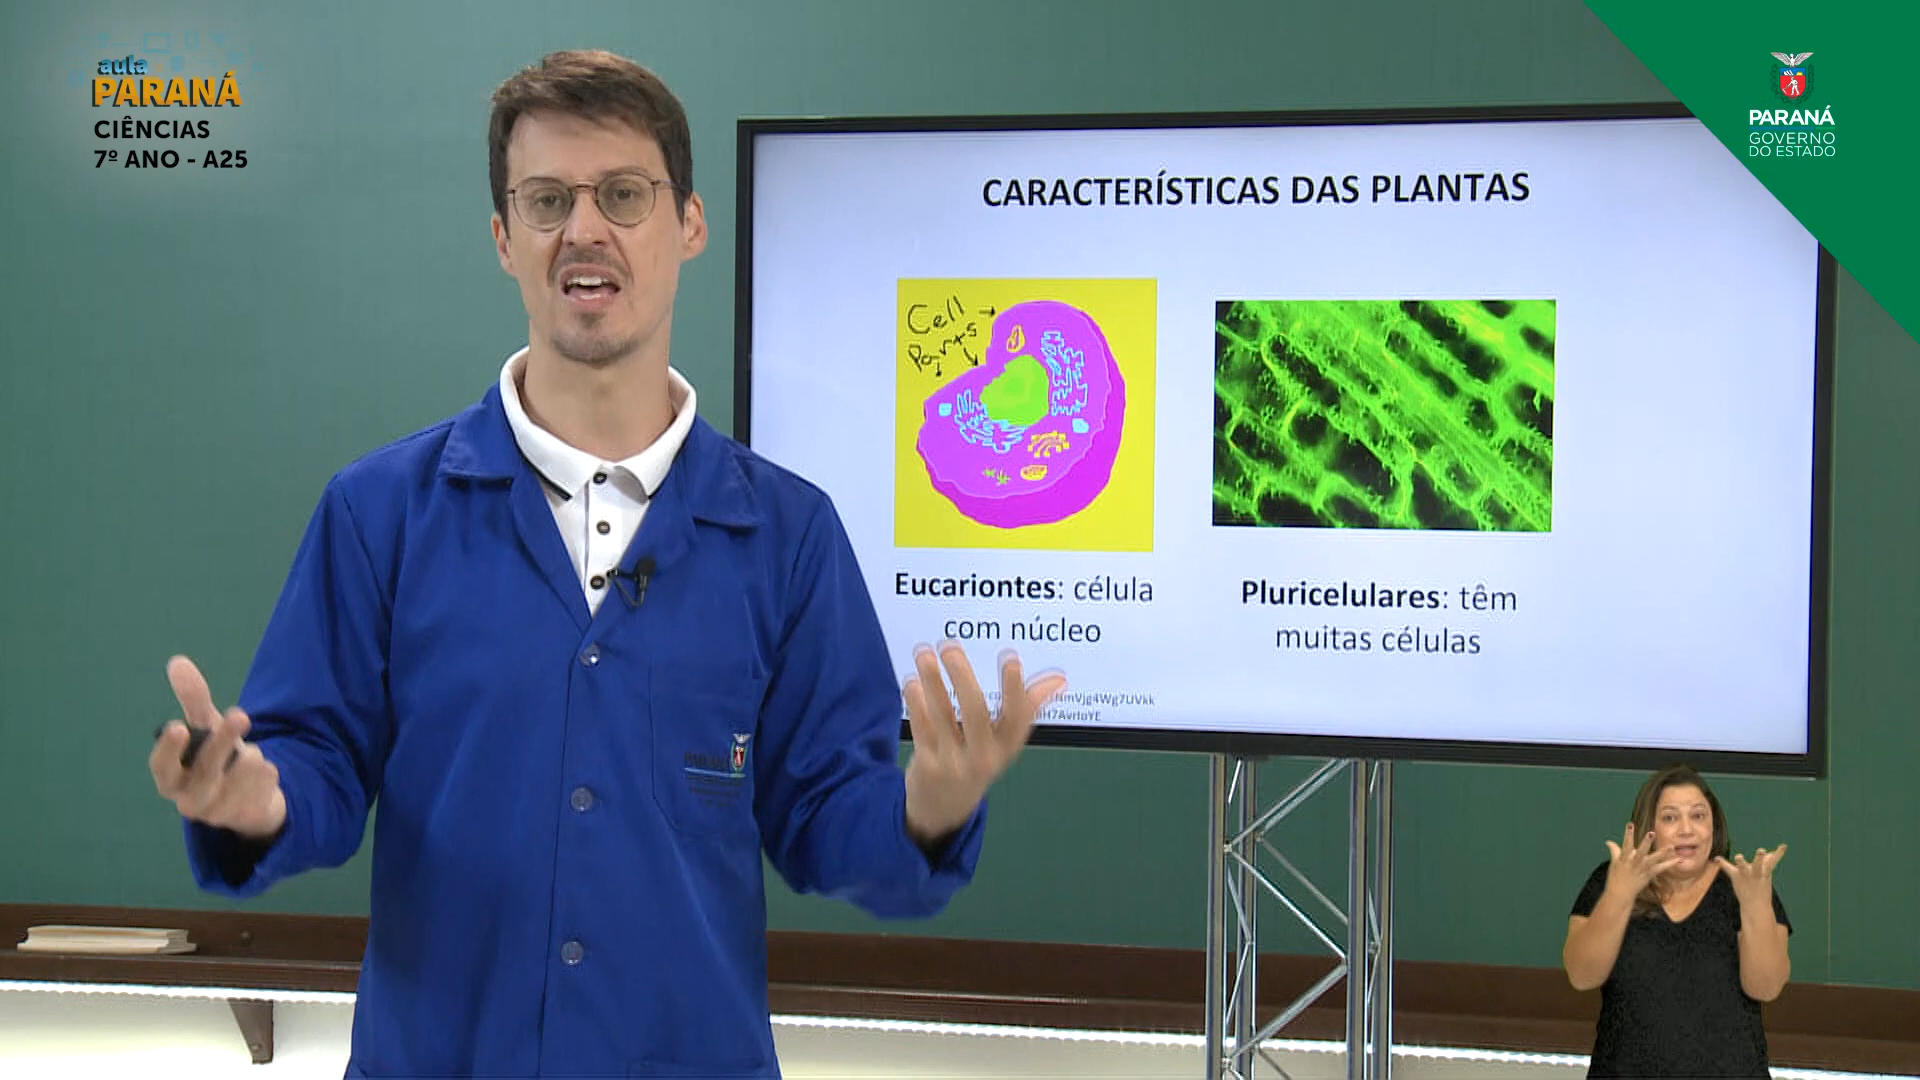 aula
PARANÁ
CIÊNCIAS
7º ANO - A25
PARANÁ
GOVERNO
DO ESTADO
CARACTERÍSTICAS DAS PLANTAS
Cell
Parts
Eucariontes: célula
com núcleo
Pluricelulares: têm
muitas células